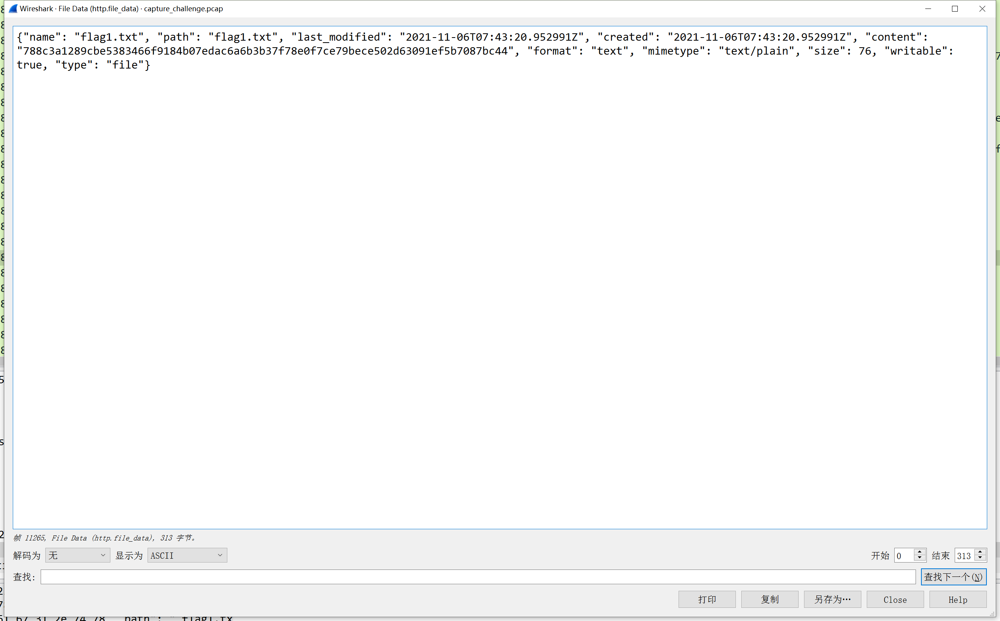 Wireshark · File Data (http.file_data) · capture_challenge.pcap
{"name": "flag1.txt", "path": "flag1.txt", "last_modified": "2021-11-06T07:43:20.952991Z", "created": "2021-11-06T07:43:20.952991Z", "content":
"788c3a1289cbe5383466f9184b07edac6a6b3b37f78e0f7ce79bece502d63091ef5b7087bc44", "format": "text", "mimetype": "text/plain", "size": 76, "writable":
true, "type": "file"}
帧 11265, File Data (http.file_data), 313 字节。
解码为 无 显示为 ASCII 开始 0 结束 313
查找: 查找下一个(N)
打印 复制 另存为… Close Help